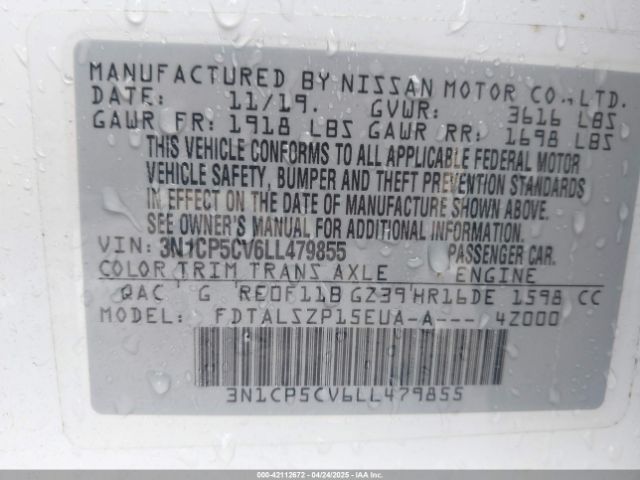 MANUFACTURED BY NISSAN MOTOR CO., LTD.
DATE: 11/19. GVWR: 3616 LBS
GAWR FR: 1918 LBS GAWR RR: 1698 LBS
THIS VEHICLE CONFORMS TO ALL APPLICABLE FEDERAL MOTOR
VEHICLE SAFETY, BUMPER AND THEFT PREVENTION STANDARDS
IN EFFECT ON THE DATE OF MANUFACTURE SHOWN ABOVE.
SEE OWNER'S MANUAL FOR ADDITIONAL INFORMATION.
VIN: 3N1CP5CV6LL479855 PASSENGER CAR.
COLOR TRIM TRANS AXLE ENGINE
QAC G RE0F11B GZ39 HR16DE 1598 CC
MODEL: FDTALSZP15EUA-A--- 4Z000
3N1CP5CV6LL479855
000-42112672 - 04/24/2025 - IAAI.COM